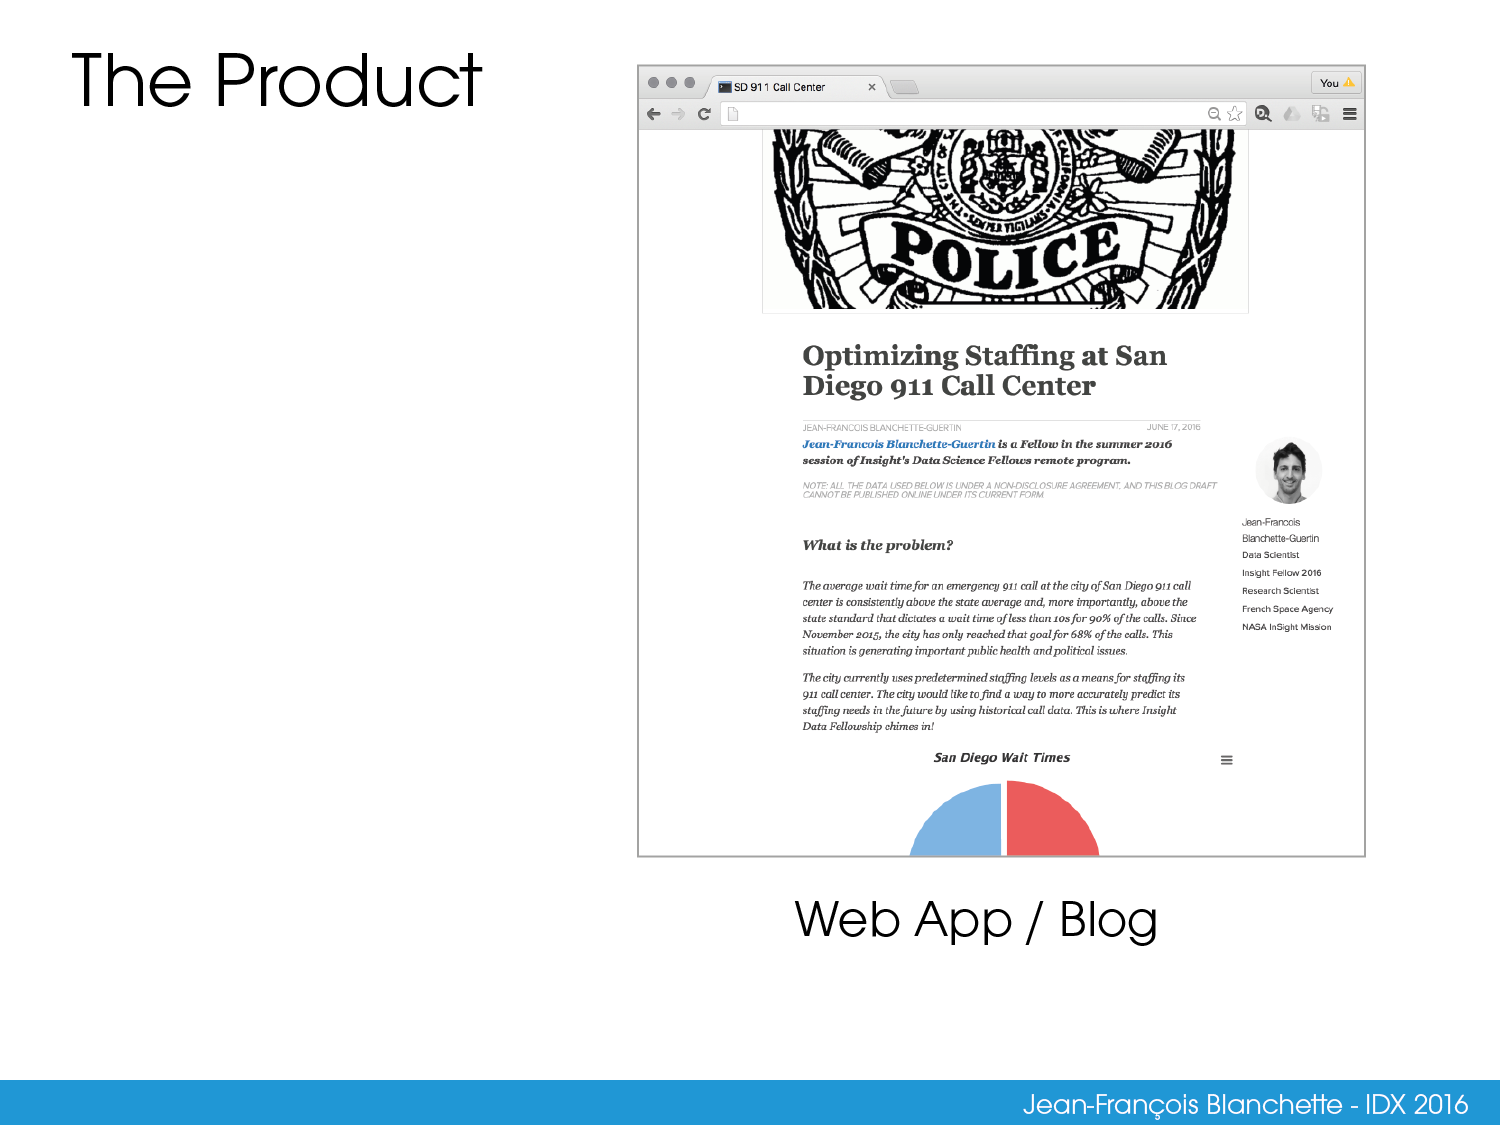 The Product
SD 911 Call Center
You
THE CITY
CALIFORNIA
SEMPER VIGILANS
POLICE
Optimizing Staffing at San
Diego 911 Call Center
JEAN-FRANCOIS BLANCHETTE-GUERTIN JUNE 17, 2016
Jean-Francois Blanchette-Guertin is a Fellow in the summer 2016
session of Insight's Data Science Fellows remote program.
NOTE: ALL THE DATA USED BELOW IS UNDER A NON-DISCLOSURE AGREEMENT, AND THIS BLOG DRAFT
CANNOT BE PUBLISHED ONLINE UNDER ITS CURRENT FORM.
Jean-Francois
Blanchette-Guertin
Data Scientist
Insight Fellow 2016
Research Scientist
French Space Agency
NASA InSight Mission
What is the problem?
The average wait time for an emergency 911 call at the city of San Diego 911 call
center is consistently above the state average and, more importantly, above the
state standard that dictates a wait time of less than 10s for 90% of the calls. Since
November 2015, the city has only reached that goal for 68% of the calls. This
situation is generating important public health and political issues.
The city currently uses predetermined staffing levels as a means for staffing its
911 call center. The city would like to find a way to more accurately predict its
staffing needs in the future by using historical call data. This is where Insight
Data Fellowship chimes in!
San Diego Wait Times
Web App / Blog
Jean-François Blanchette - IDX 2016